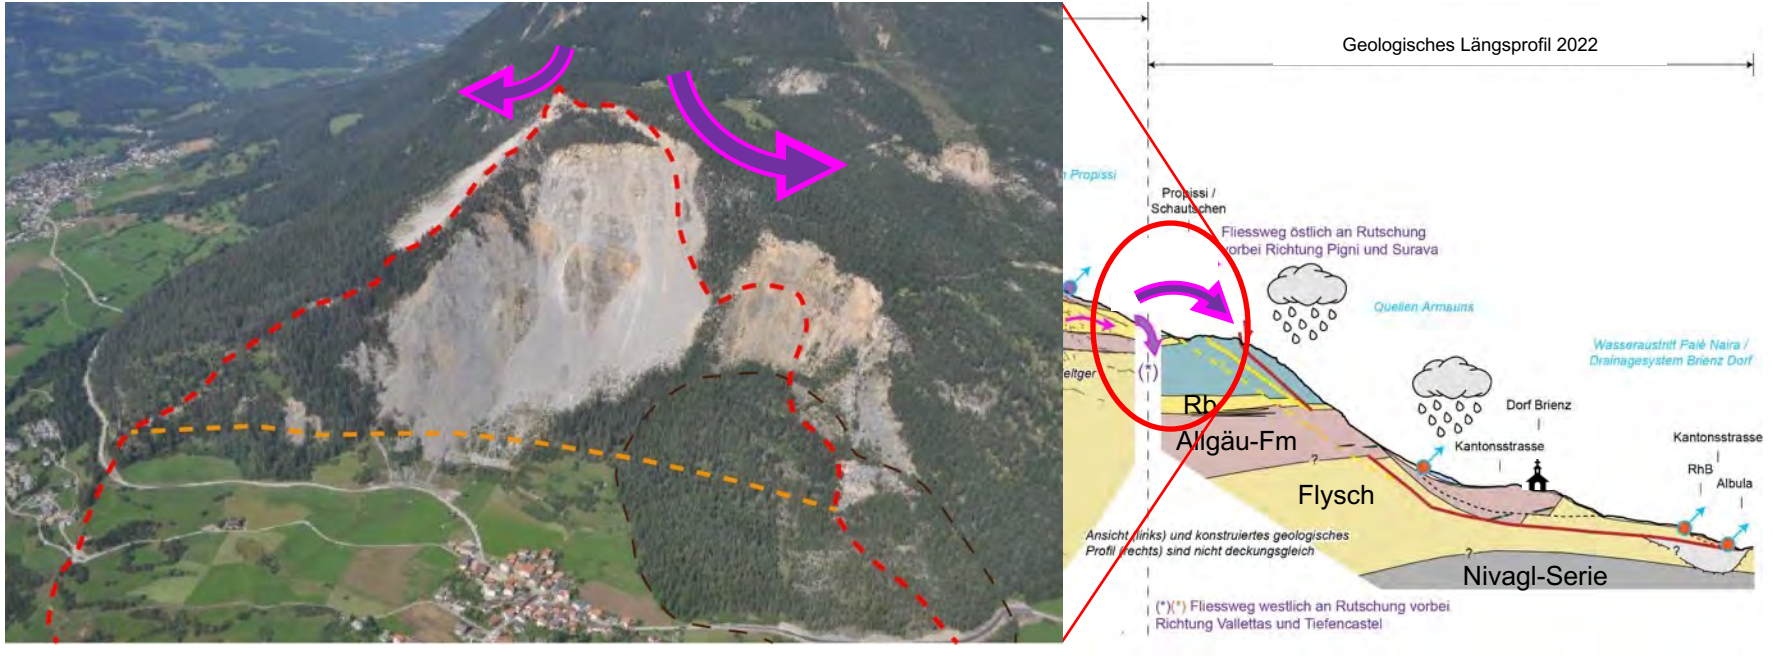 Geologisches Längsprofil 2022
Propissi
Propissi /
Schautschen
Fliessweg östlich an Rutschung
vorbei Richtung Pigni und Surava
Quellen Armauns
Wasseraustritt Palé Naira /
Drainagesystem Brienz Dorf
(*)
Rb
Dorf Brienz
Allgäu-Fm
Kantonsstrasse
Kantonsstrasse
RhB
Albula
?
Flysch
Ansicht (links) und konstruiertes geologisches
Profil (rechts) sind nicht deckungsgleich
?
?
Nivagl-Serie
(*)(*) Fliessweg westlich an Rutschung vorbei
Richtung Vallettas und Tiefencastel